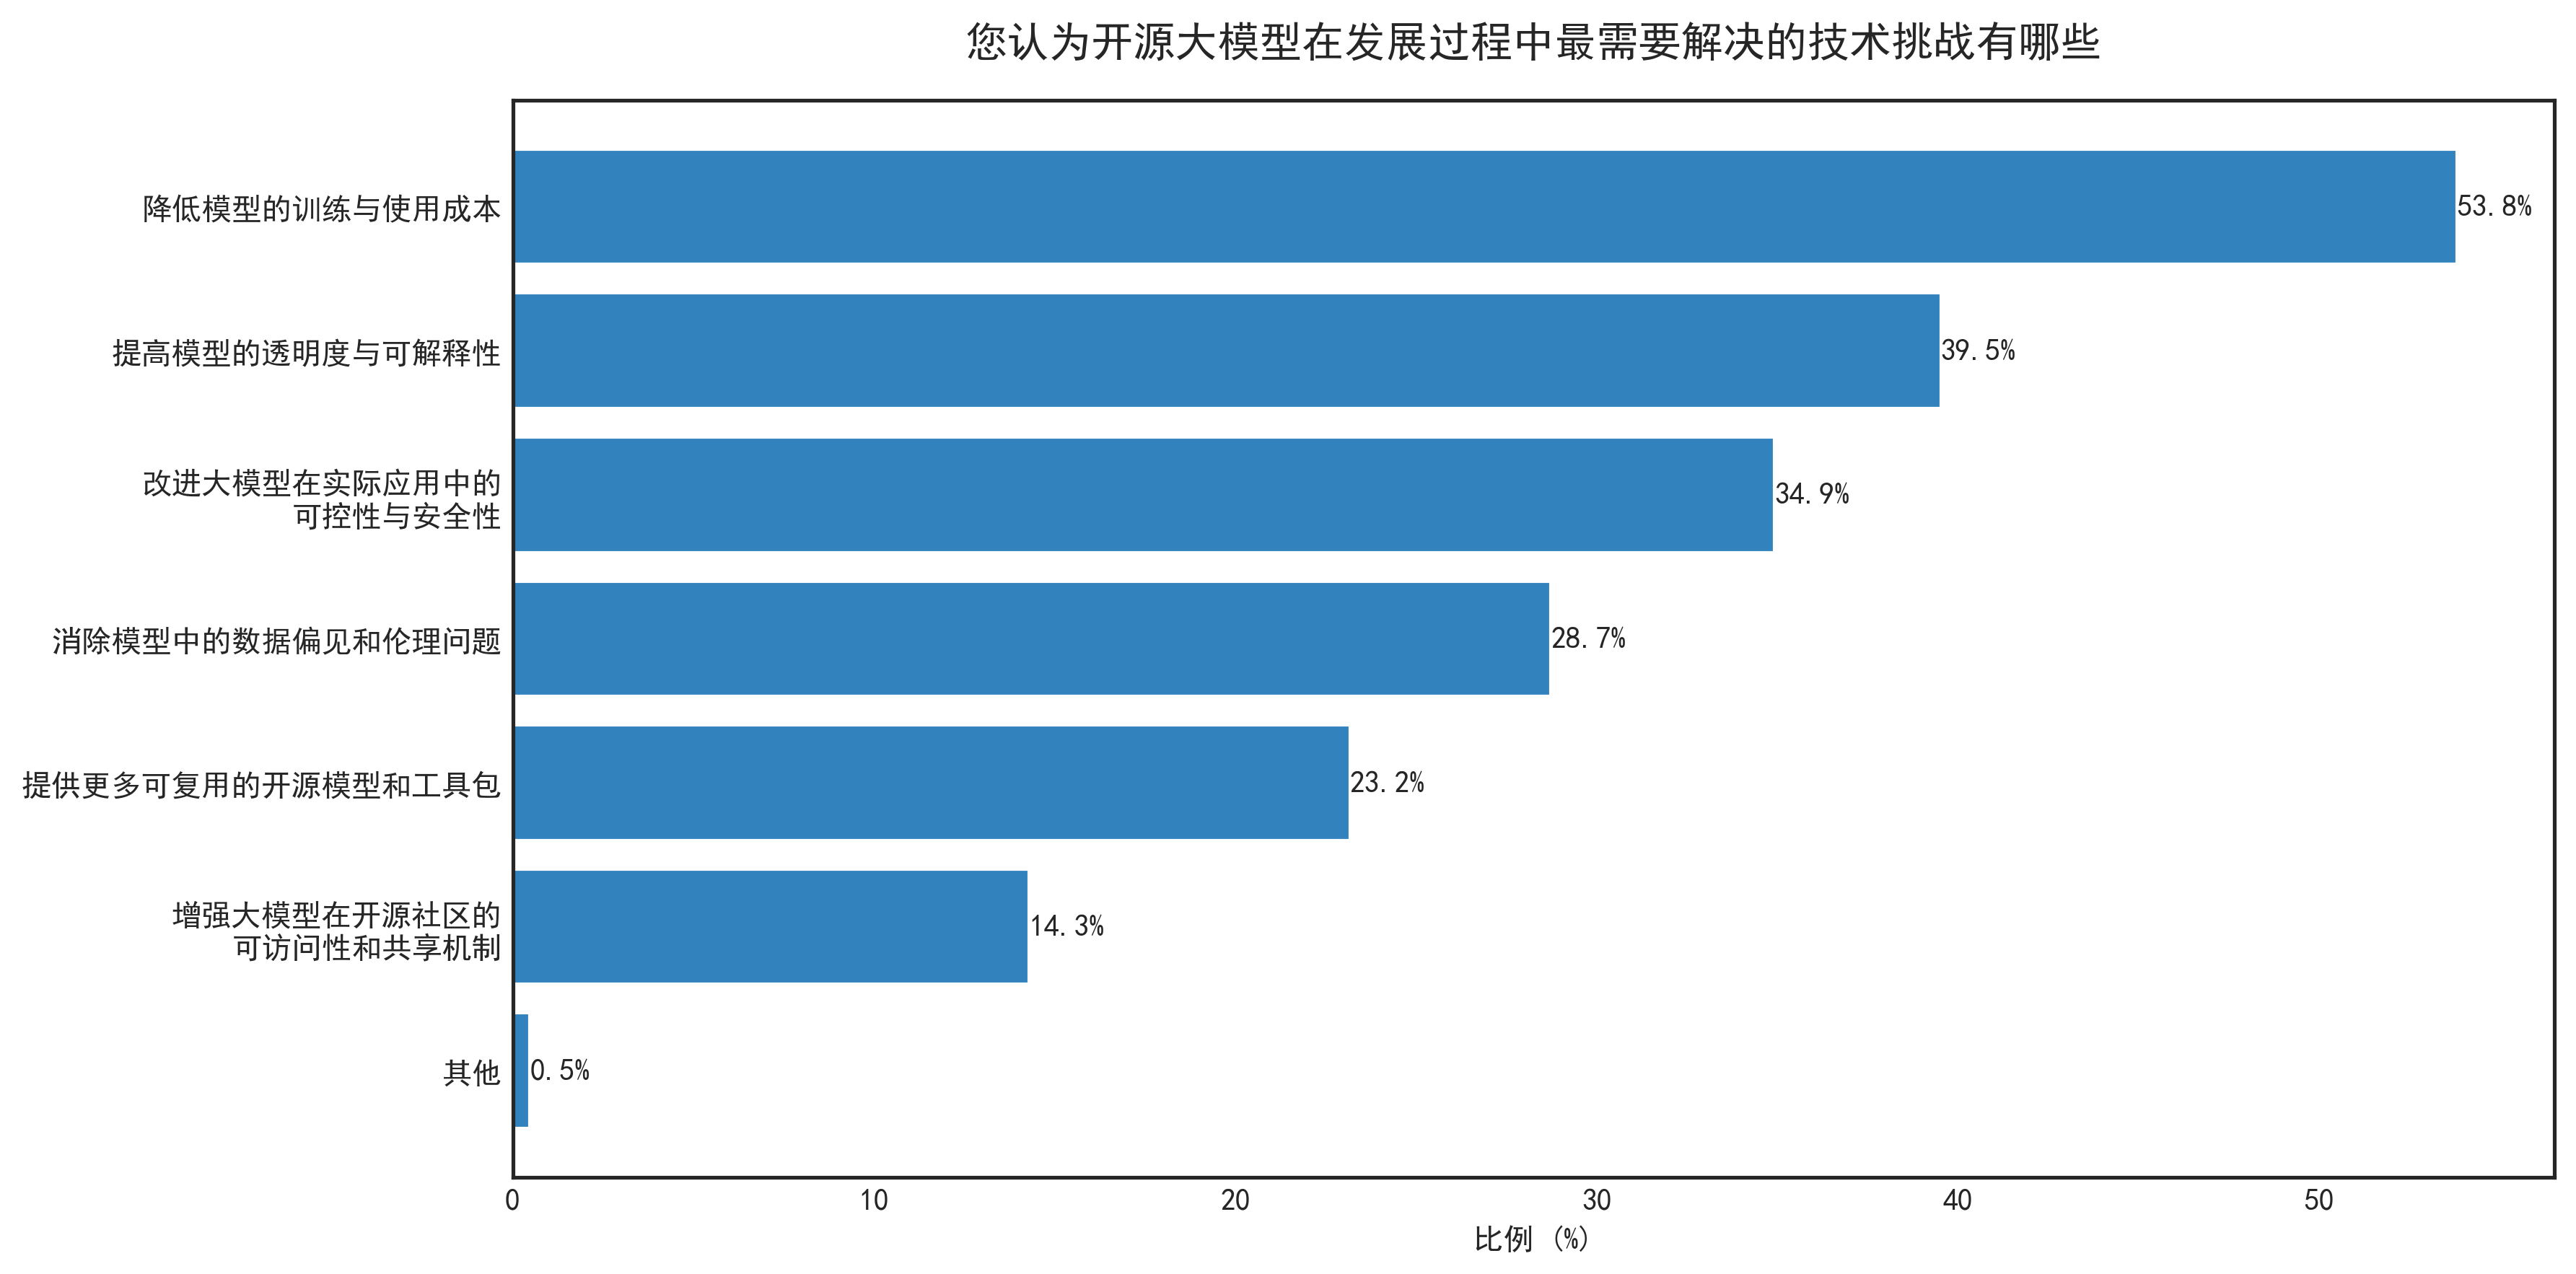 您认为开源大模型在发展过程中最需要解决的技术挑战有哪些
降低模型的训练与使用成本
53.8%
提高模型的透明度与可解释性
39.5%
改进大模型在实际应用中的
可控性与安全性
34.9%
消除模型中的数据偏见和伦理问题
28.7%
提供更多可复用的开源模型和工具包
23.2%
增强大模型在开源社区的
可访问性和共享机制
14.3%
其他
0.5%
0 10 20 30 40 50
比例 (%)